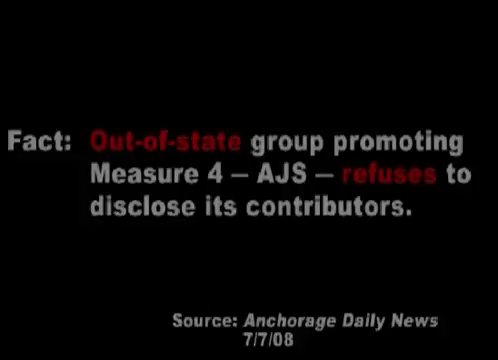 Fact: Out-of-state group promoting
Measure 4 – AJS – refuses to
disclose its contributors.
Source: Anchorage Daily News
7/7/08